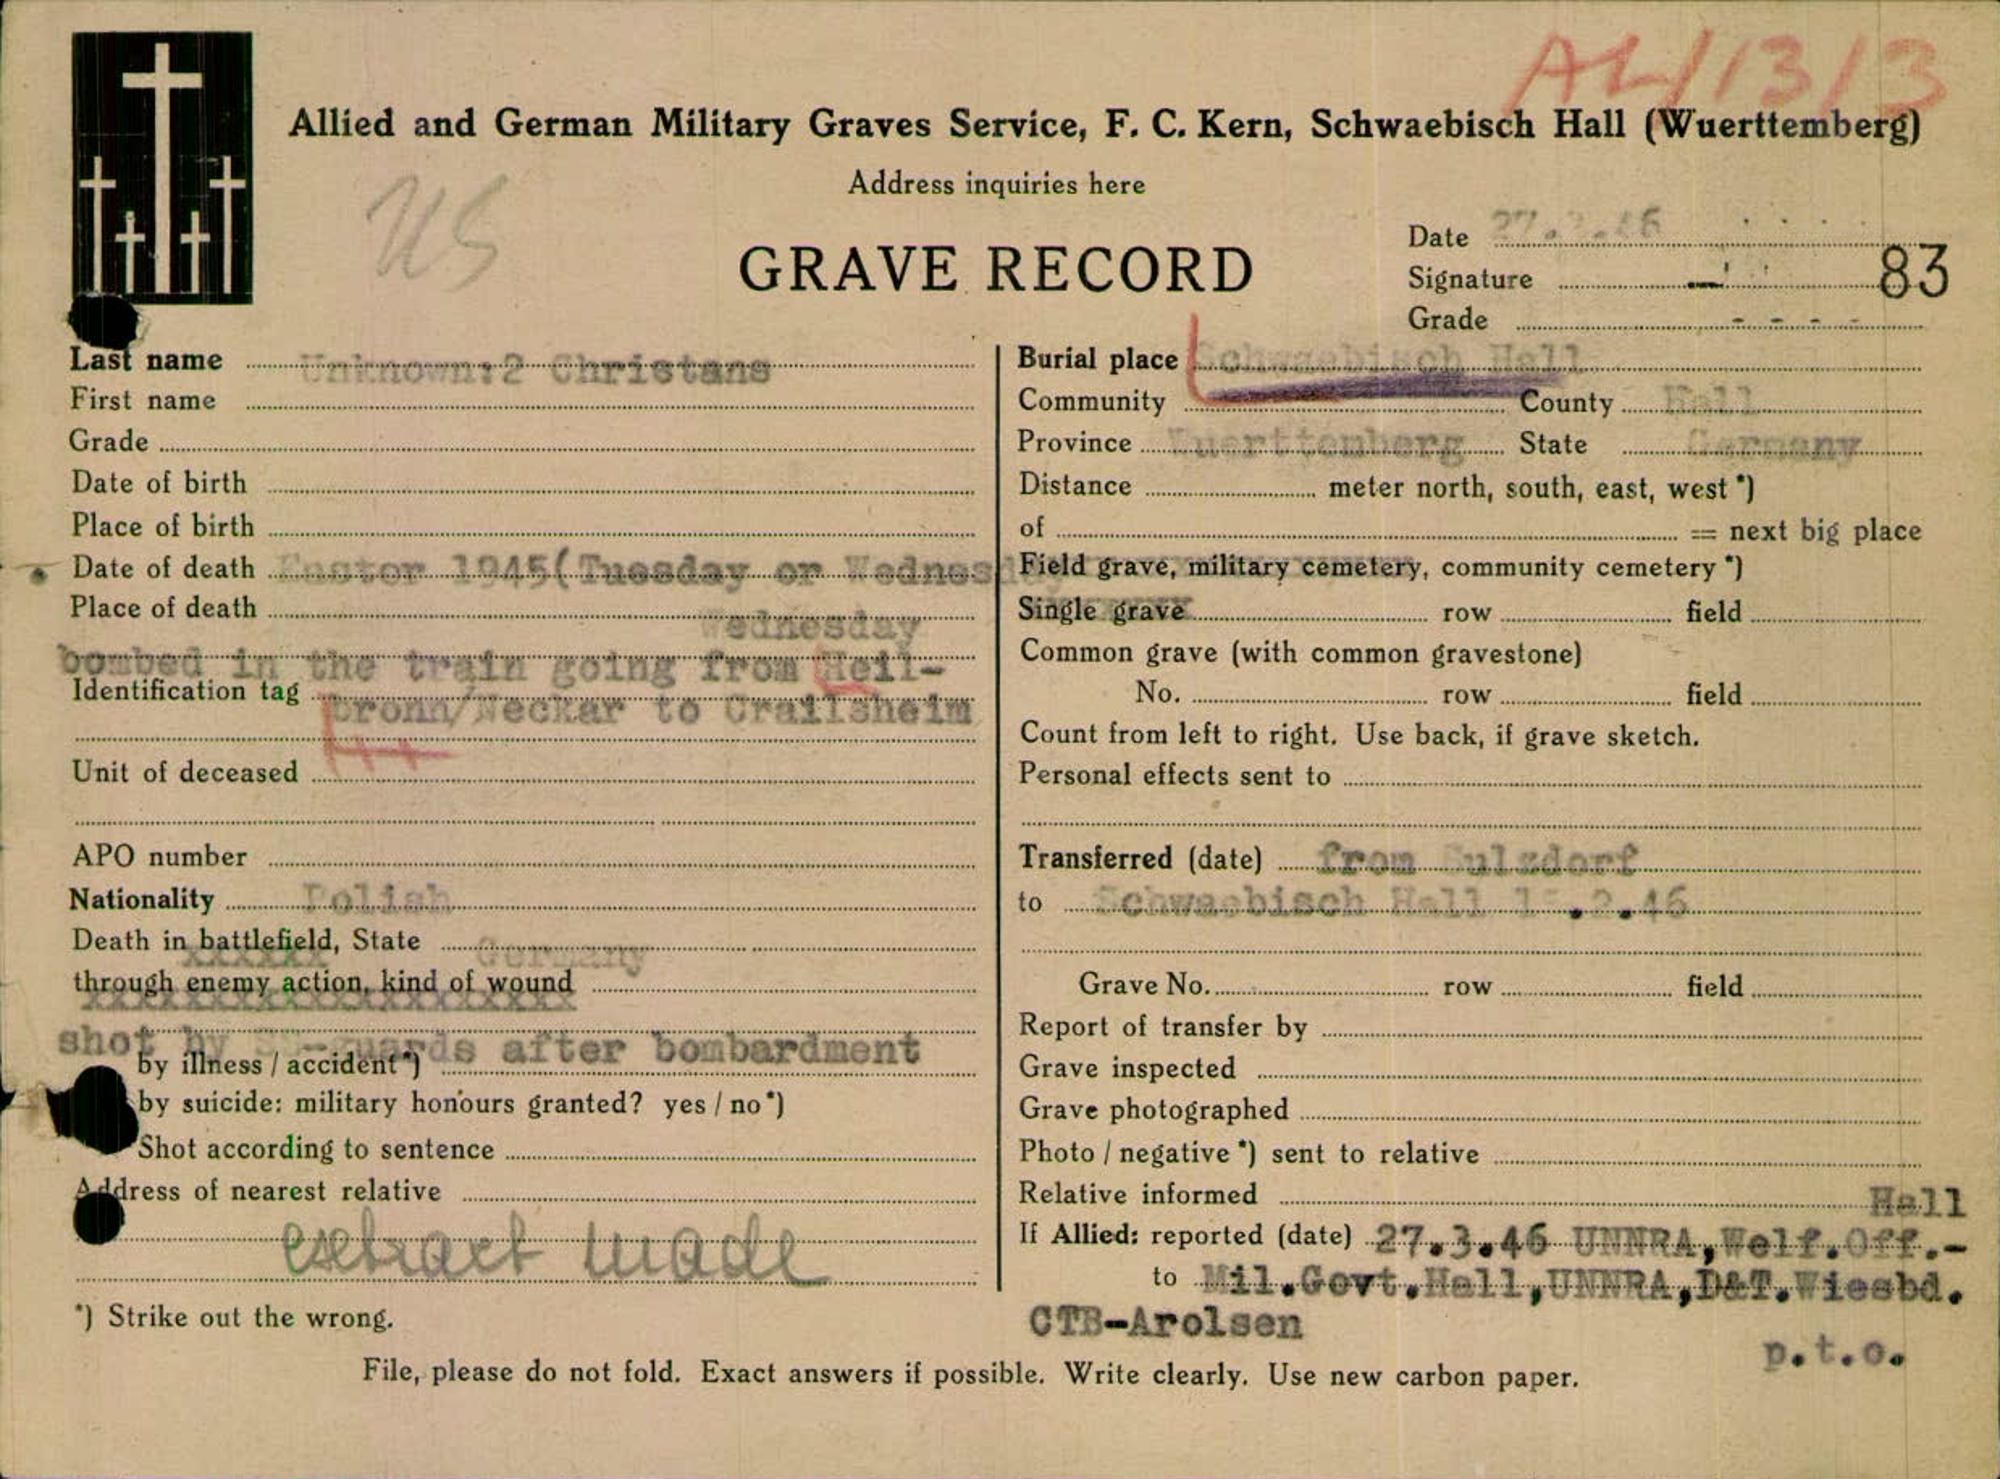 AL/13/3
Allied and German Military Graves Service, F. C. Kern, Schwaebisch Hall (Wuerttemberg)
Address inquiries here
US
GRAVE RECORD
Date 27.3.46
Signature
83
Grade
Last name Unknown:2 Christans
First name
Grade
Date of birth
Place of birth
Date of death Easter 1945(Tuesday or Wednes
Place of death
Wednesday
bombed in the train going from Heil-
Identification tag bronn/Neckar to Crailsheim
Unit of deceased
APO number
Nationality Polish
Death in battlefield, State Germany
through enemy action, kind of wound
shot by SS-guards after bombardment
by illness / accident*)
by suicide: military honours granted? yes / no*)
Shot according to sentence
Address of nearest relative
extract made
*) Strike out the wrong.
Burial place Schwaebisch Hall
Community County Hall
Province Wuerttemberg State Germany
Distance meter north, south, east, west *)
of = next big place
Field grave, military cemetery, community cemetery *)
Single grave row field
Common grave (with common gravestone)
No. row field
Count from left to right. Use back, if grave sketch.
Personal effects sent to
Transferred (date) from Sulzdorf
to Schwaebisch Hall .2.46
Grave No. row field
Report of transfer by
Grave inspected
Grave photographed
Photo / negative *) sent to relative
Relative informed
Hall
If Allied: reported (date) 27.3.46 UNNRA,Welf.Off.-
to Mil.Govt.Hall,UNNRA,D&T.Wiesbd.
CTB-Arolsen
p.t.o.
File, please do not fold. Exact answers if possible. Write clearly. Use new carbon paper.